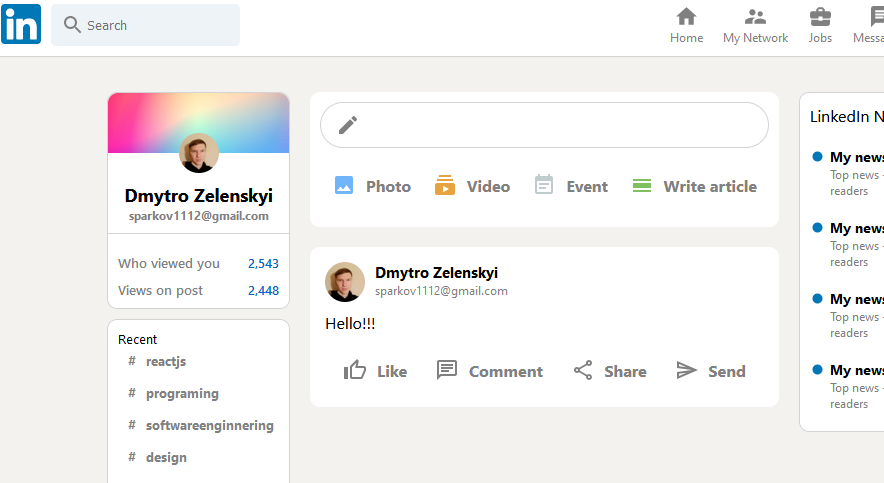 in
Search
Home
My Network
Jobs
Dmytro Zelenskyi
sparkov1112@gmail.com
Who viewed you 2,543
Views on post 2,448
Recent
# reactjs
# programing
# softwareenginnering
# design
Photo
Video
Event
Write article
Dmytro Zelenskyi
sparkov1112@gmail.com
Hello!!!
Like
Comment
Share
Send
LinkedIn
My news
Top news -
readers
My news
Top news -
readers
My news
Top news -
readers
My news
Top news -
readers